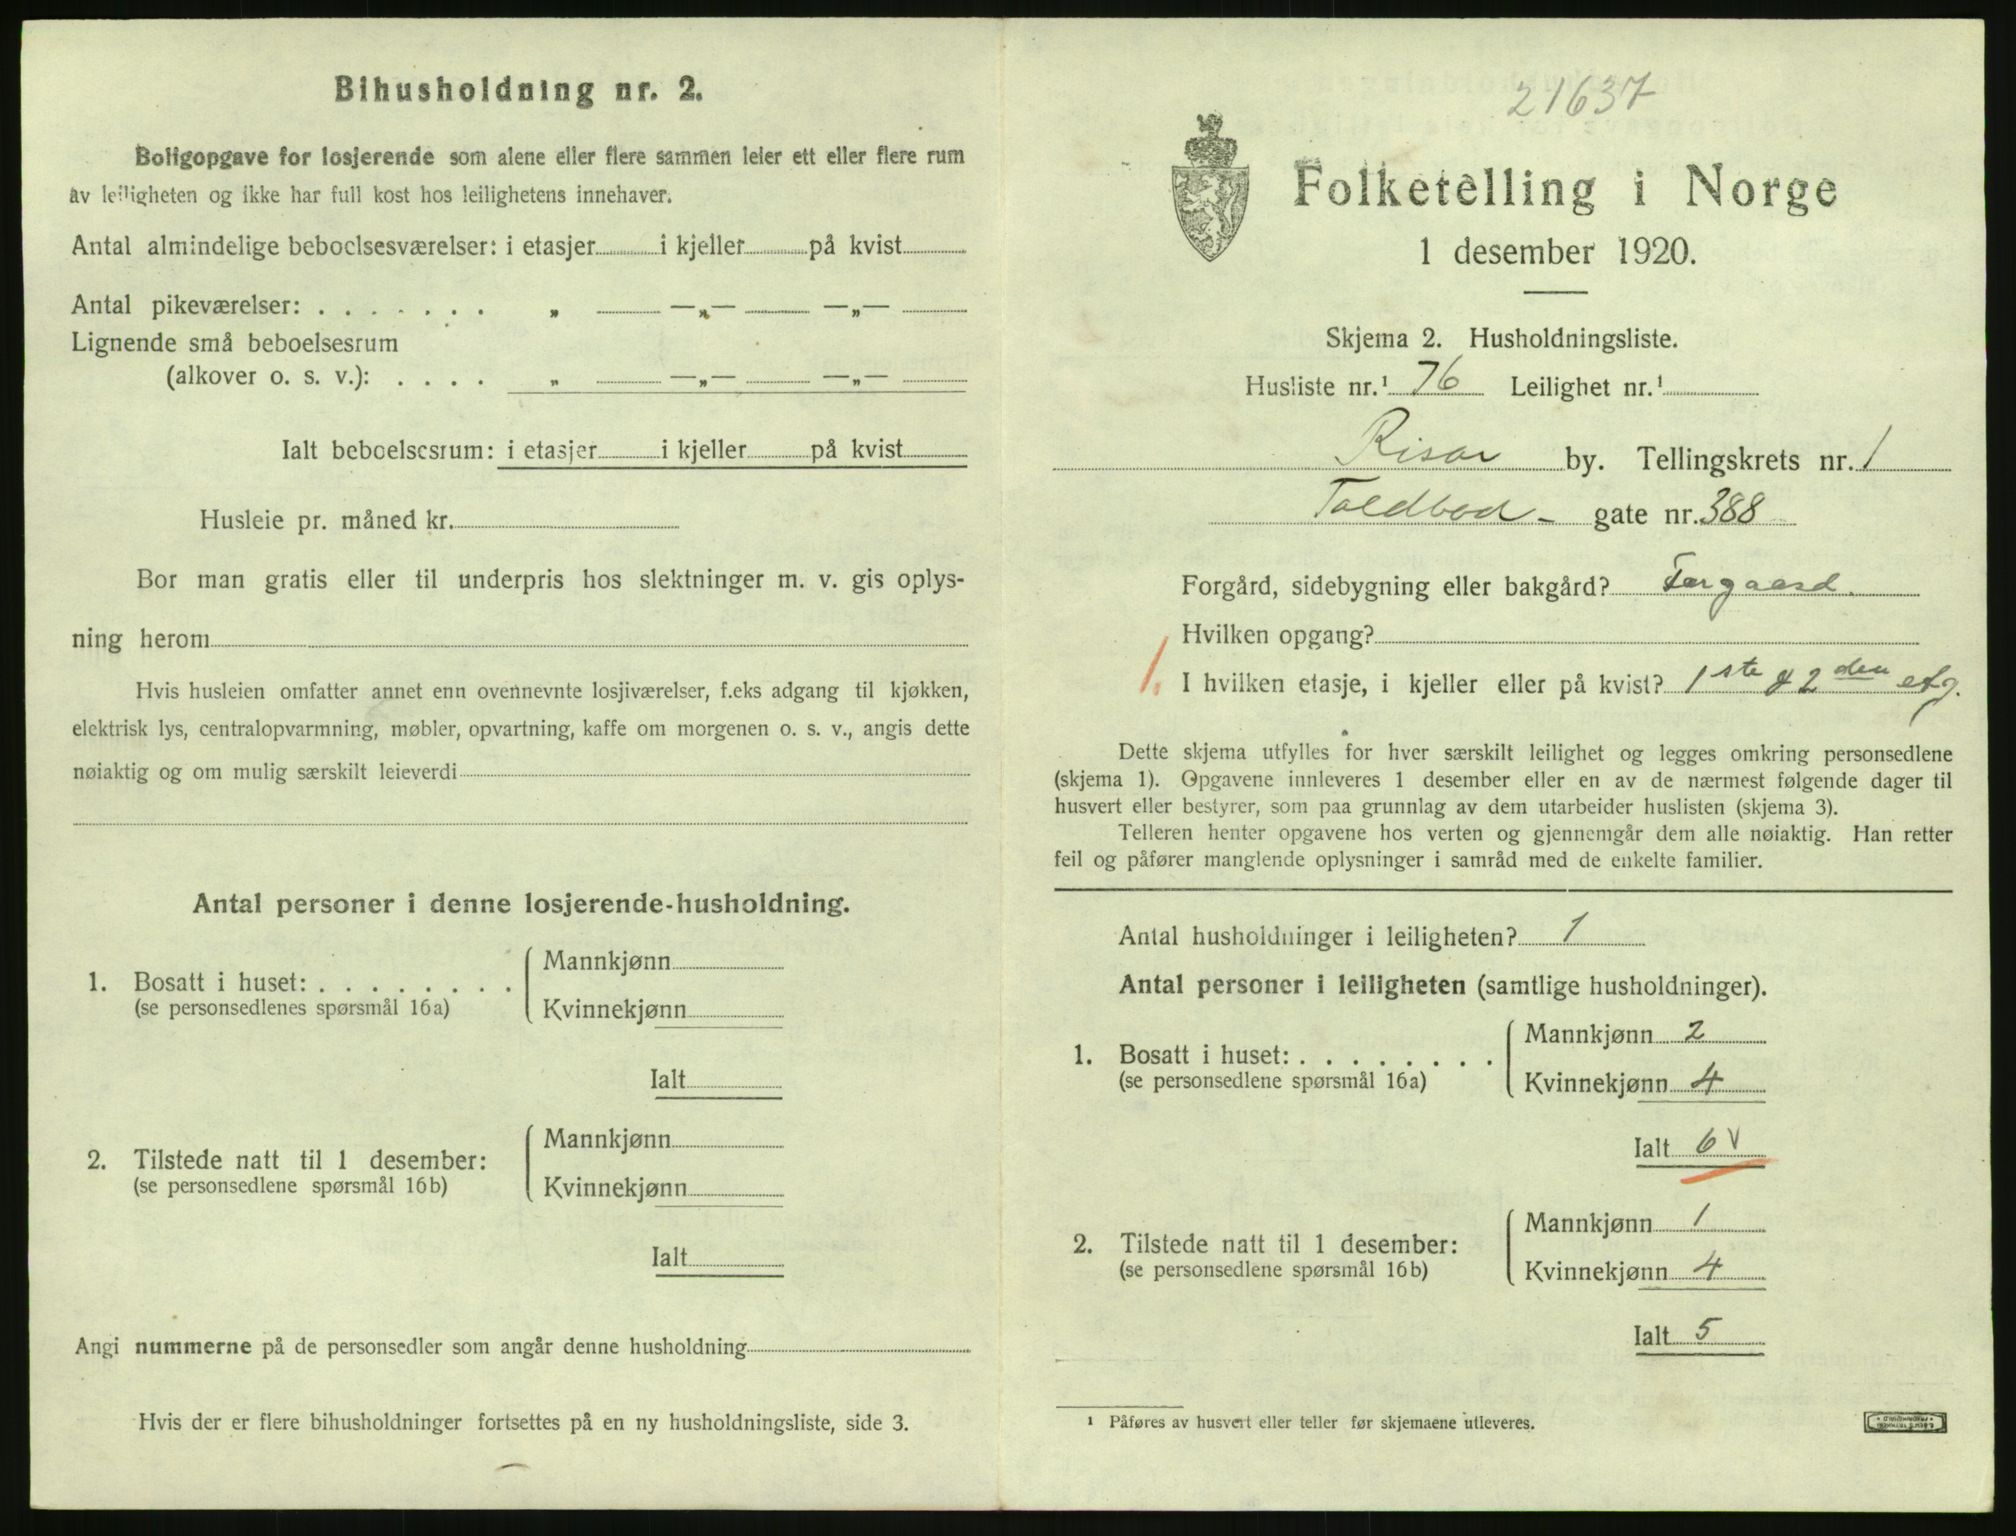 Bihusholdning nr. 2.
Boligopgave for losjerende som alene eller flere sammen leier ett eller flere rum
av leiligheten og ikke har full kost hos leilighetens innehaver.
Antal almindelige beboelsesværelser: i etasjer i kjeller på kvist
Antal pikeværelser: . . . . . . . „ —„— —„—
Lignende små beboelsesrum
(alkover o. s. v.): . . . . „ —„— —„—
Ialt beboelsesrum: i etasjer i kjeller på kvist
Husleie pr. måned kr.
Bor man gratis eller til underpris hos slektninger m. v. gis oplys-
ning herom
Hvis husleien omfatter annet enn ovennevnte losjiværelser, f.eks adgang til kjøkken,
elektrisk lys, centralopvarmning, møbler, opvartning, kaffe om morgenen o. s. v., angis dette
nøiaktig og om mulig særskilt leieverdi
Antal personer i denne losjerende-husholdning.
1. Bosatt i huset: . . . . . . . . Mannkjønn
(se personsedlenes spørsmål 16a) Kvinnekjønn
Ialt
2. Tilstede natt til 1 desember: Mannkjønn
(se personsedlene spørsmål 16b) Kvinnekjønn
Ialt
Angi nummerne på de personsedler som angår denne husholdning
Hvis der er flere bihusholdninger fortsettes på en ny husholdningsliste, side 3.
21637
Folketelling i Norge
1 desember 1920.
Skjema 2. Husholdningsliste.
Husliste nr.¹ 76 Leilighet nr.¹
Risør by. Tellingskrets nr. 1
Toldbod- gate nr. 388
Forgård, sidebygning eller bakgård? Forgaard.
Hvilken opgang?
1. I hvilken etasje, i kjeller eller på kvist? 1ste & 2den etg.
Dette skjema utfylles for hver særskilt leilighet og legges omkring personsedlene
(skjema 1). Opgavene innleveres 1 desember eller en av de nærmest følgende dager til
husvert eller bestyrer, som paa grunnlag av dem utarbeider huslisten (skjema 3).
Telleren henter opgavene hos verten og gjennemgår dem alle nøiaktig. Han retter
feil og påfører manglende oplysninger i samråd med de enkelte familier.
Antal husholdninger i leiligheten? 1
Antal personer i leiligheten (samtlige husholdninger).
1. Bosatt i huset: . . . . . . . . Mannkjønn 2
(se personsedlene spørsmål 16a) Kvinnekjønn 4
Ialt 6 V
2. Tilstede natt til 1 desember: Mannkjønn 1
(se personsedlene spørsmål 16b) Kvinnekjønn 4
Ialt 5
¹ Påføres av husvert eller teller før skjemaene utleveres.